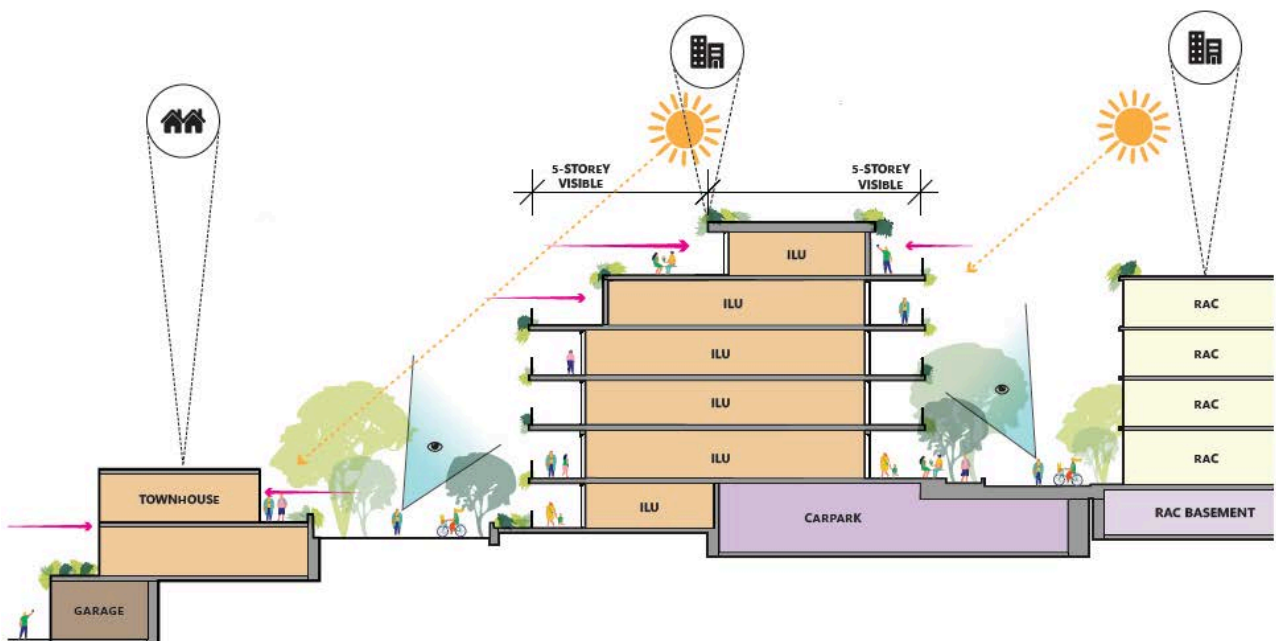 5-STOREY
VISIBLE
5-STOREY
VISIBLE
ILU
ILU
RAC
ILU
RAC
ILU
RAC
ILU
RAC
TOWNHOUSE
ILU
CARPARK
RAC BASEMENT
GARAGE